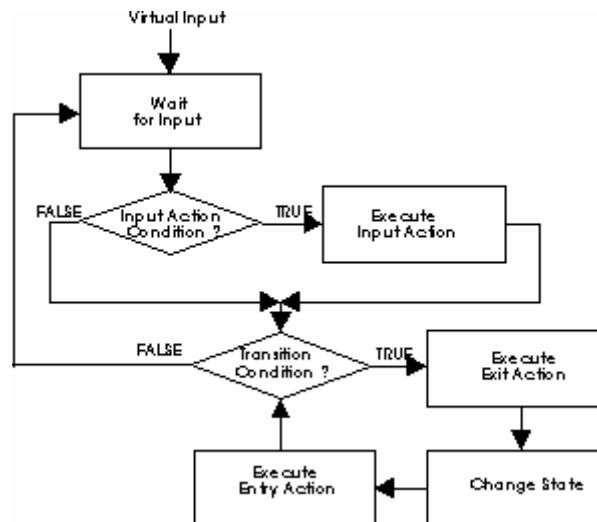 Virtual Input
Wait
for Input
FALSE
Input Action
Condition ?
TRUE
Execute
Input Action
FALSE
Transition
Condition ?
TRUE
Execute
Exit Action
Execute
Entry Action
Change State